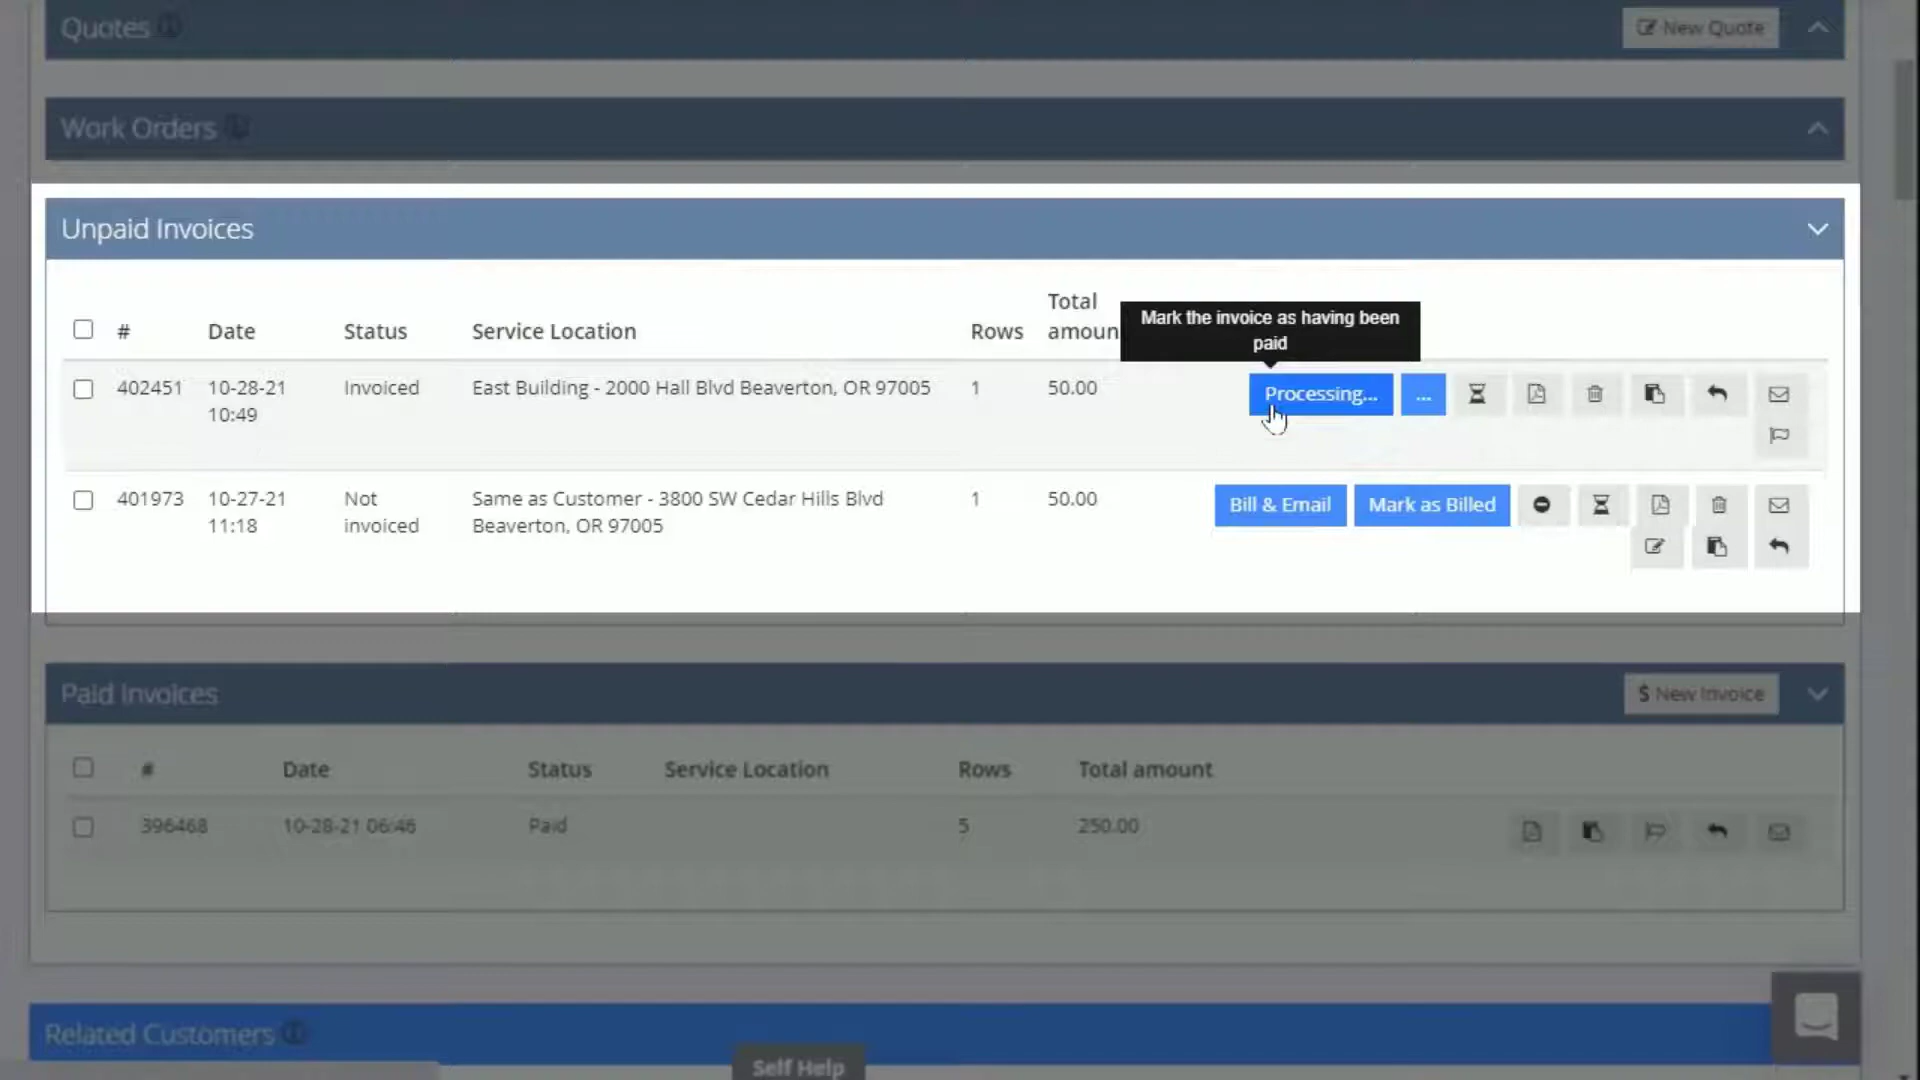 Quotes
New Quote
Work Orders
Unpaid Invoices
# Date Status Service Location Rows Total amoun
Mark the invoice as having been
paid
402451 10-28-21 Invoiced East Building - 2000 Hall Blvd Beaverton, OR 97005 1 50.00 Processing... ...
10:49
401973 10-27-21 Not Same as Customer - 3800 SW Cedar Hills Blvd 1 50.00 Bill & Email Mark as Billed
11:18 invoiced Beaverton, OR 97005
Paid Invoices
$ New Invoice
# Date Status Service Location Rows Total amount
396468 10-28-21 06:46 Paid 5 250.00
Related Customers
Self Help